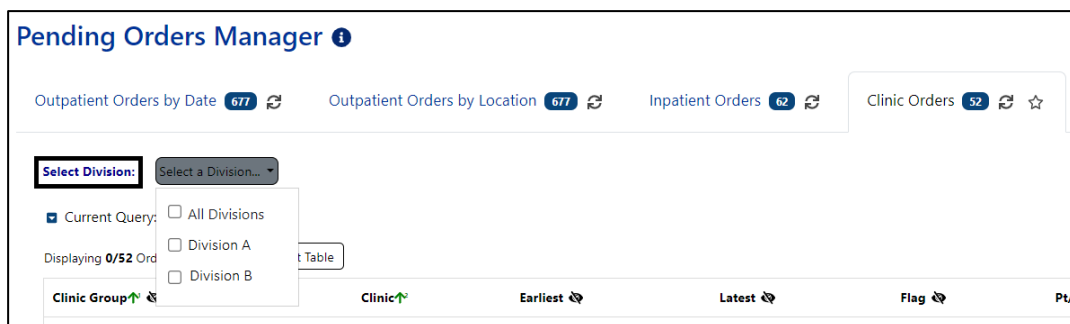 Pending Orders Manager
Outpatient Orders by Date 677 Outpatient Orders by Location 677 Inpatient Orders 62 Clinic Orders 52
Select Division: Select a Division...
Current Query:
All Divisions
Displaying 0/52 Ord
Division A
t Table
Division B
Clinic Group 1 Clinic 2 Earliest Latest Flag Pt/